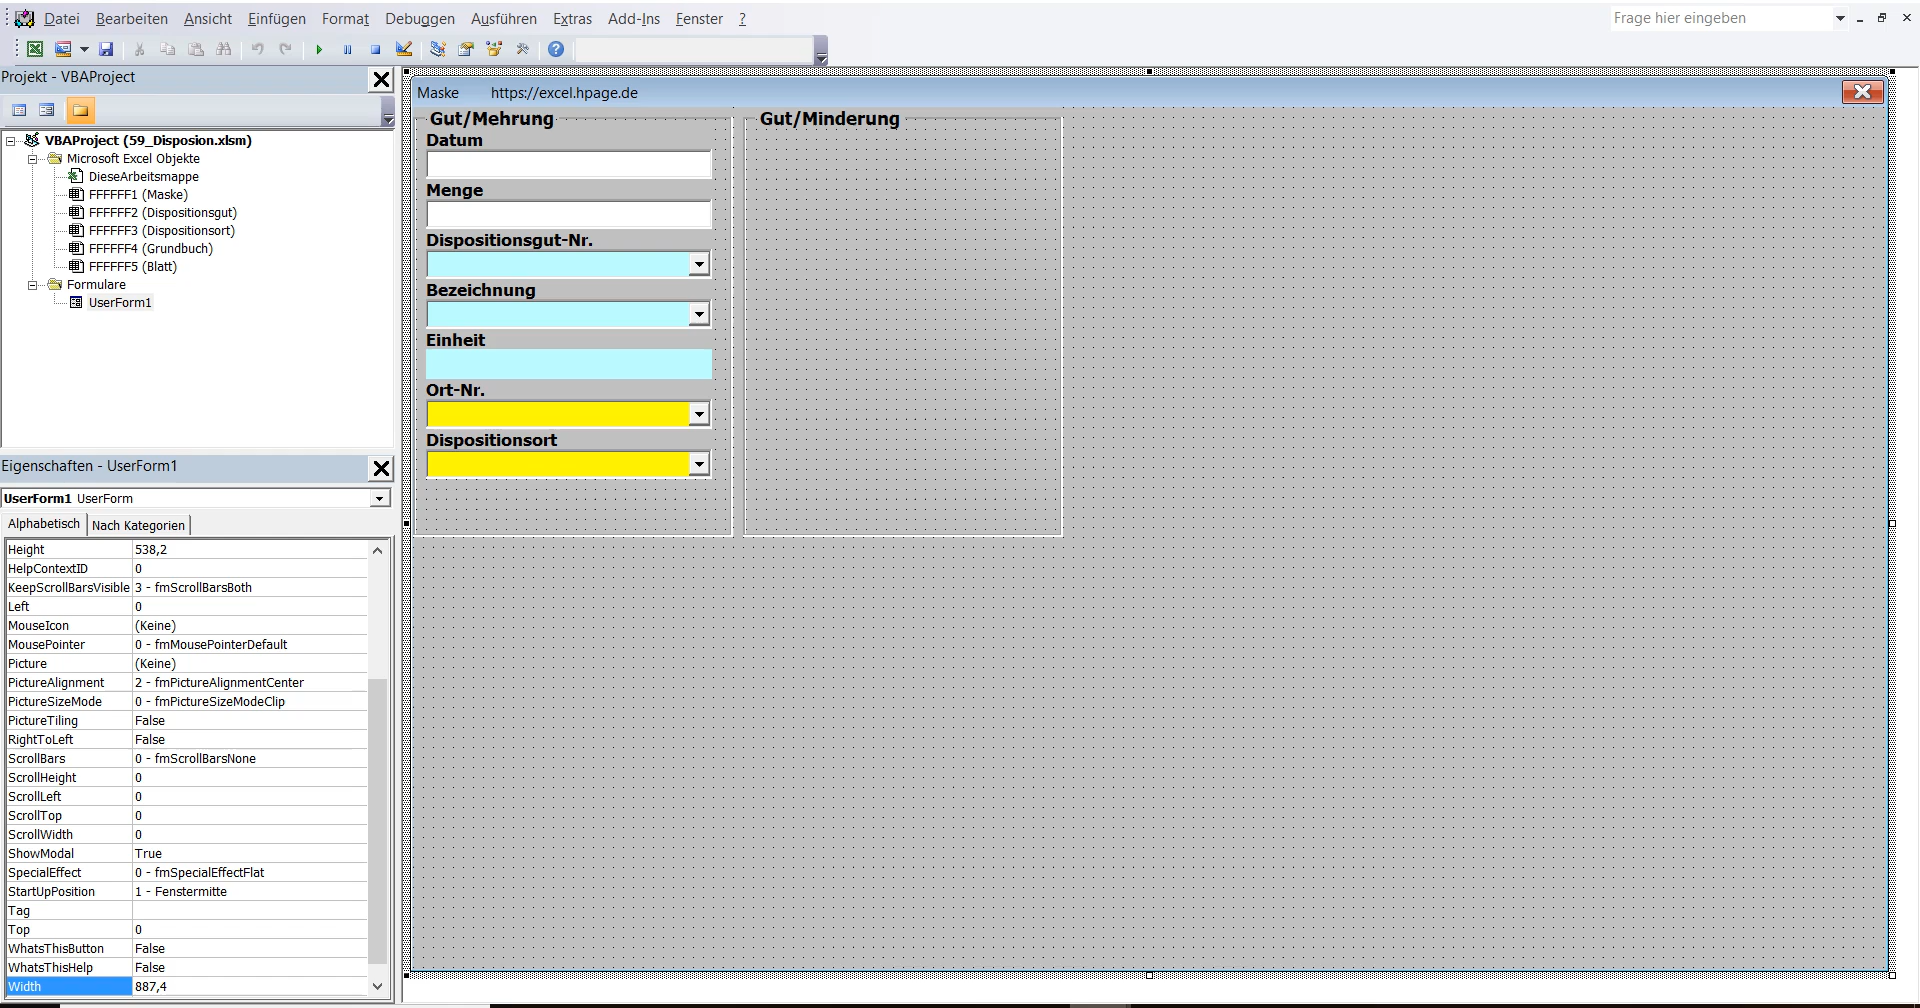 Datei Bearbeiten Ansicht Einfügen Format Debuggen Ausführen Extras Add-Ins Fenster ?
Frage hier eingeben
Projekt - VBAProject
VBAProject (59_Disposion.xlsm)
Microsoft Excel Objekte
DieseArbeitsmappe
FFFFFF1 (Maske)
FFFFFF2 (Dispositionsgut)
FFFFFF3 (Dispositionsort)
FFFFFF4 (Grundbuch)
FFFFFF5 (Blatt)
Formulare
UserForm1
Eigenschaften - UserForm1
UserForm1 UserForm
Alphabetisch Nach Kategorien
Height 538,2
HelpContextID 0
KeepScrollBarsVisible 3 - fmScrollBarsBoth
Left 0
MouseIcon (Keine)
MousePointer 0 - fmMousePointerDefault
Picture (Keine)
PictureAlignment 2 - fmPictureAlignmentCenter
PictureSizeMode 0 - fmPictureSizeModeClip
PictureTiling False
RightToLeft False
ScrollBars 0 - fmScrollBarsNone
ScrollHeight 0
ScrollLeft 0
ScrollTop 0
ScrollWidth 0
ShowModal True
SpecialEffect 0 - fmSpecialEffectFlat
StartUpPosition 1 - Fenstermitte
Tag
Top 0
WhatsThisButton False
WhatsThisHelp False
Width 887,4
Maske https://excel.hpage.de
Gut/Mehrung
Datum
Menge
Dispositionsgut-Nr.
Bezeichnung
Einheit
Ort-Nr.
Dispositionsort
Gut/Minderung